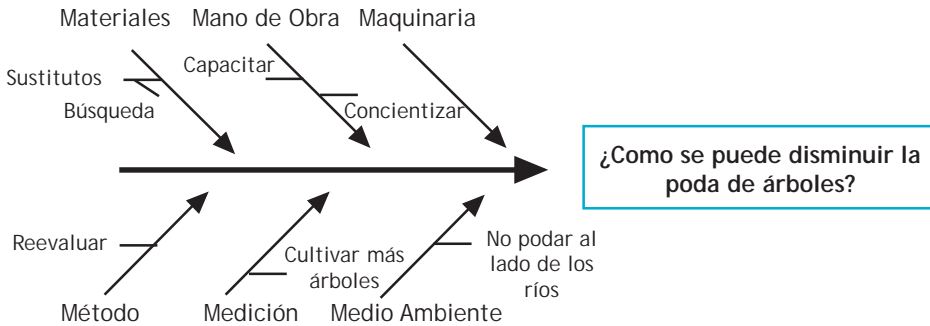 Materiales
Mano de Obra
Maquinaria
Sustitutos
Búsqueda
Capacitar
Concientizar
¿Como se puede disminuir la
poda de árboles?
Reevaluar
Cultivar más
árboles
No podar al
lado de los
ríos
Método
Medición
Medio Ambiente